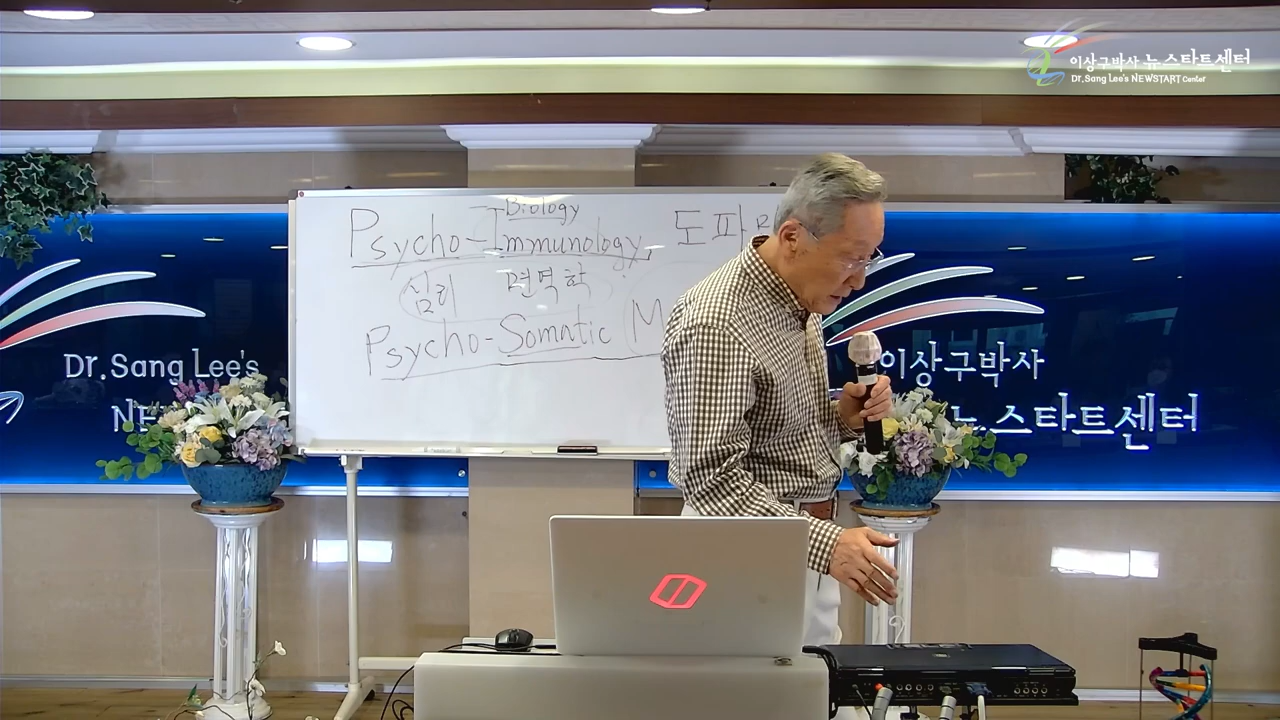 이상구박사 뉴스타트센터
Dr. Sang Lee's NEWSTART Center
Biology
Psycho-Immunology, 도파
심리 면역학
Psycho-Somatic (M
Dr.Sang Lee's
이상구박사
뉴스타트센터